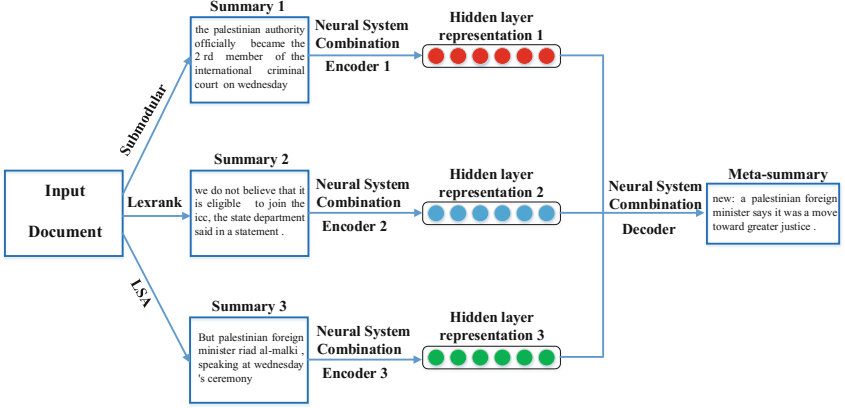 Input
Document
Submodular
Lexrank
LSA
Summary 1
the palestinian authority
officially became the
2 rd member of the
international criminal
court on wednesday
Neural System
Combination
Encoder 1
Hidden layer
representation 1
Summary 2
we do not believe that it
is eligible to join the
icc, the state department
said in a statement .
Neural System
Combination
Encoder 2
Hidden layer
representation 2
Summary 3
But palestinian foreign
minister riad al-malki ,
speaking at wednesday
's ceremony
Neural System
Combination
Encoder 3
Hidden layer
representation 3
Neural System
Comnbination
Decoder
Meta-summary
new: a palestinian foreign
minister says it was a move
toward greater justice .